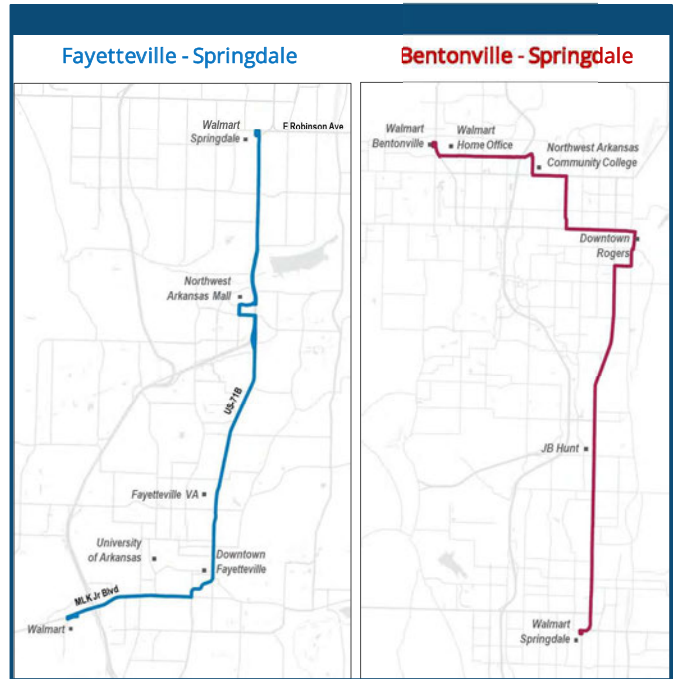 Fayetteville - Springdale
Walmart
Springdale
E Robinson Ave
Northwest
Arkansas Mall
US-71B
Fayetteville VA
University
of Arkansas
Downtown
Fayetteville
MLK Jr Blvd
Walmart
Bentonville - Springdale
Walmart
Bentonville
Walmart
Home Office
Northwest Arkansas
Community College
Downtown
Rogers
JB Hunt
Walmart
Springdale